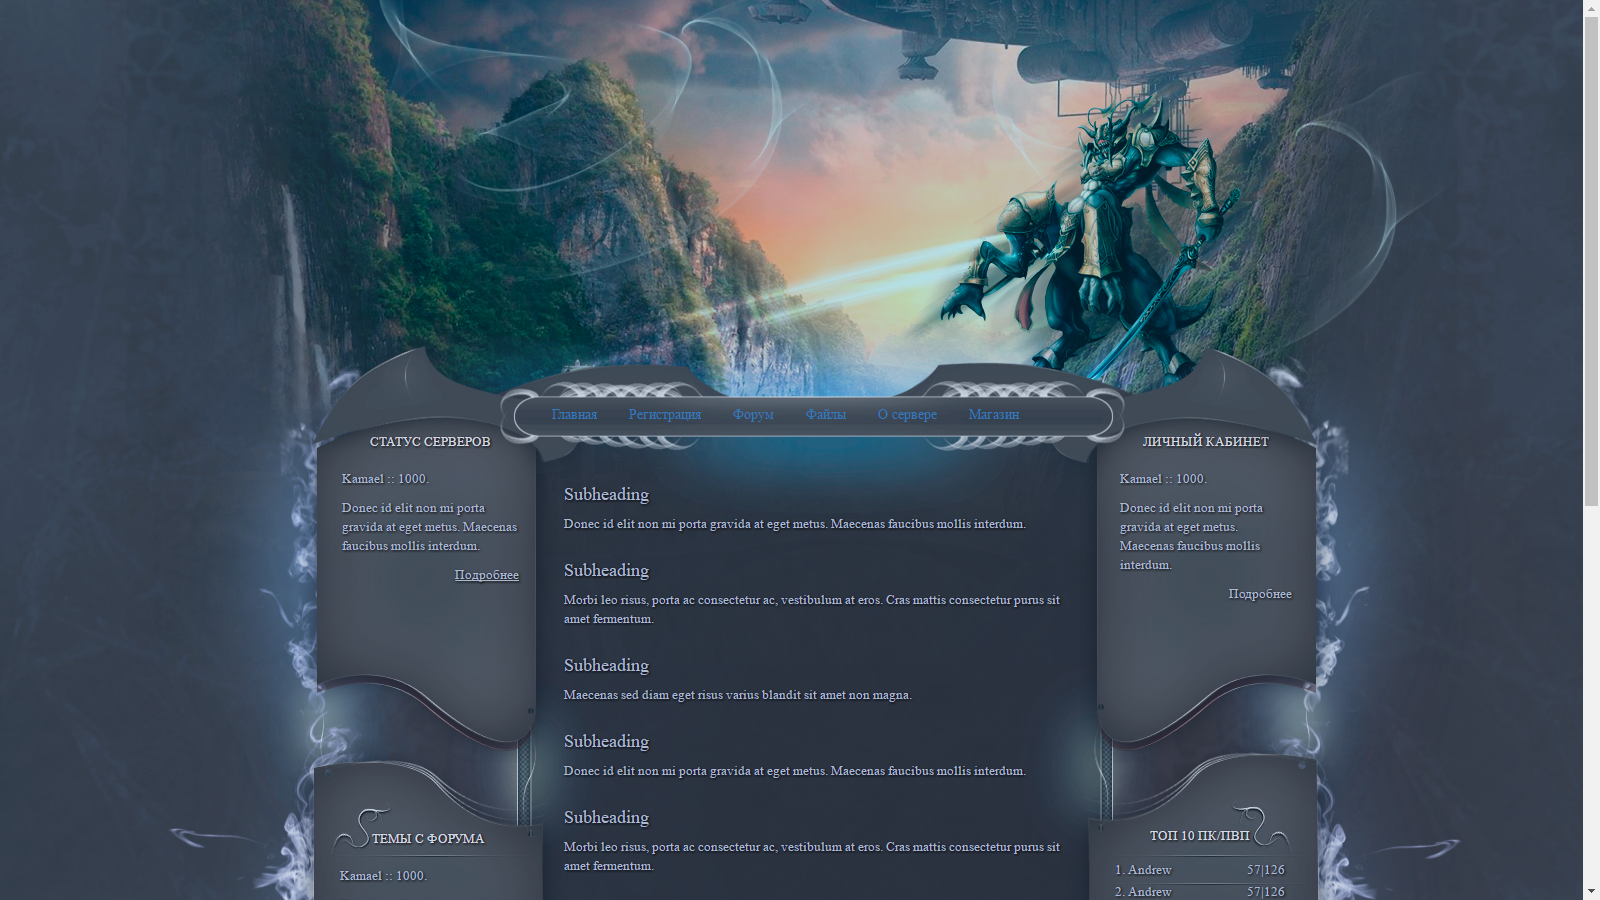 Главная Регистрация Форум Файлы О сервере Магазин
СТАТУС СЕРВЕРОВ
Kamael :: 1000.
Donec id elit non mi porta
gravida at eget metus. Maecenas
faucibus mollis interdum.
Подробнее
ТЕМЫ С ФОРУМА
Kamael :: 1000.
Subheading
Donec id elit non mi porta gravida at eget metus. Maecenas faucibus mollis interdum.
Subheading
Morbi leo risus, porta ac consectetur ac, vestibulum at eros. Cras mattis consectetur purus sit
amet fermentum.
Subheading
Maecenas sed diam eget risus varius blandit sit amet non magna.
Subheading
Donec id elit non mi porta gravida at eget metus. Maecenas faucibus mollis interdum.
Subheading
Morbi leo risus, porta ac consectetur ac, vestibulum at eros. Cras mattis consectetur purus sit
amet fermentum.
ЛИЧНЫЙ КАБИНЕТ
Kamael :: 1000.
Donec id elit non mi porta
gravida at eget metus.
Maecenas faucibus mollis
interdum.
Подробнее
ТОП 10 ПК/ПВП
1. Andrew 57|126
2. Andrew 57|126